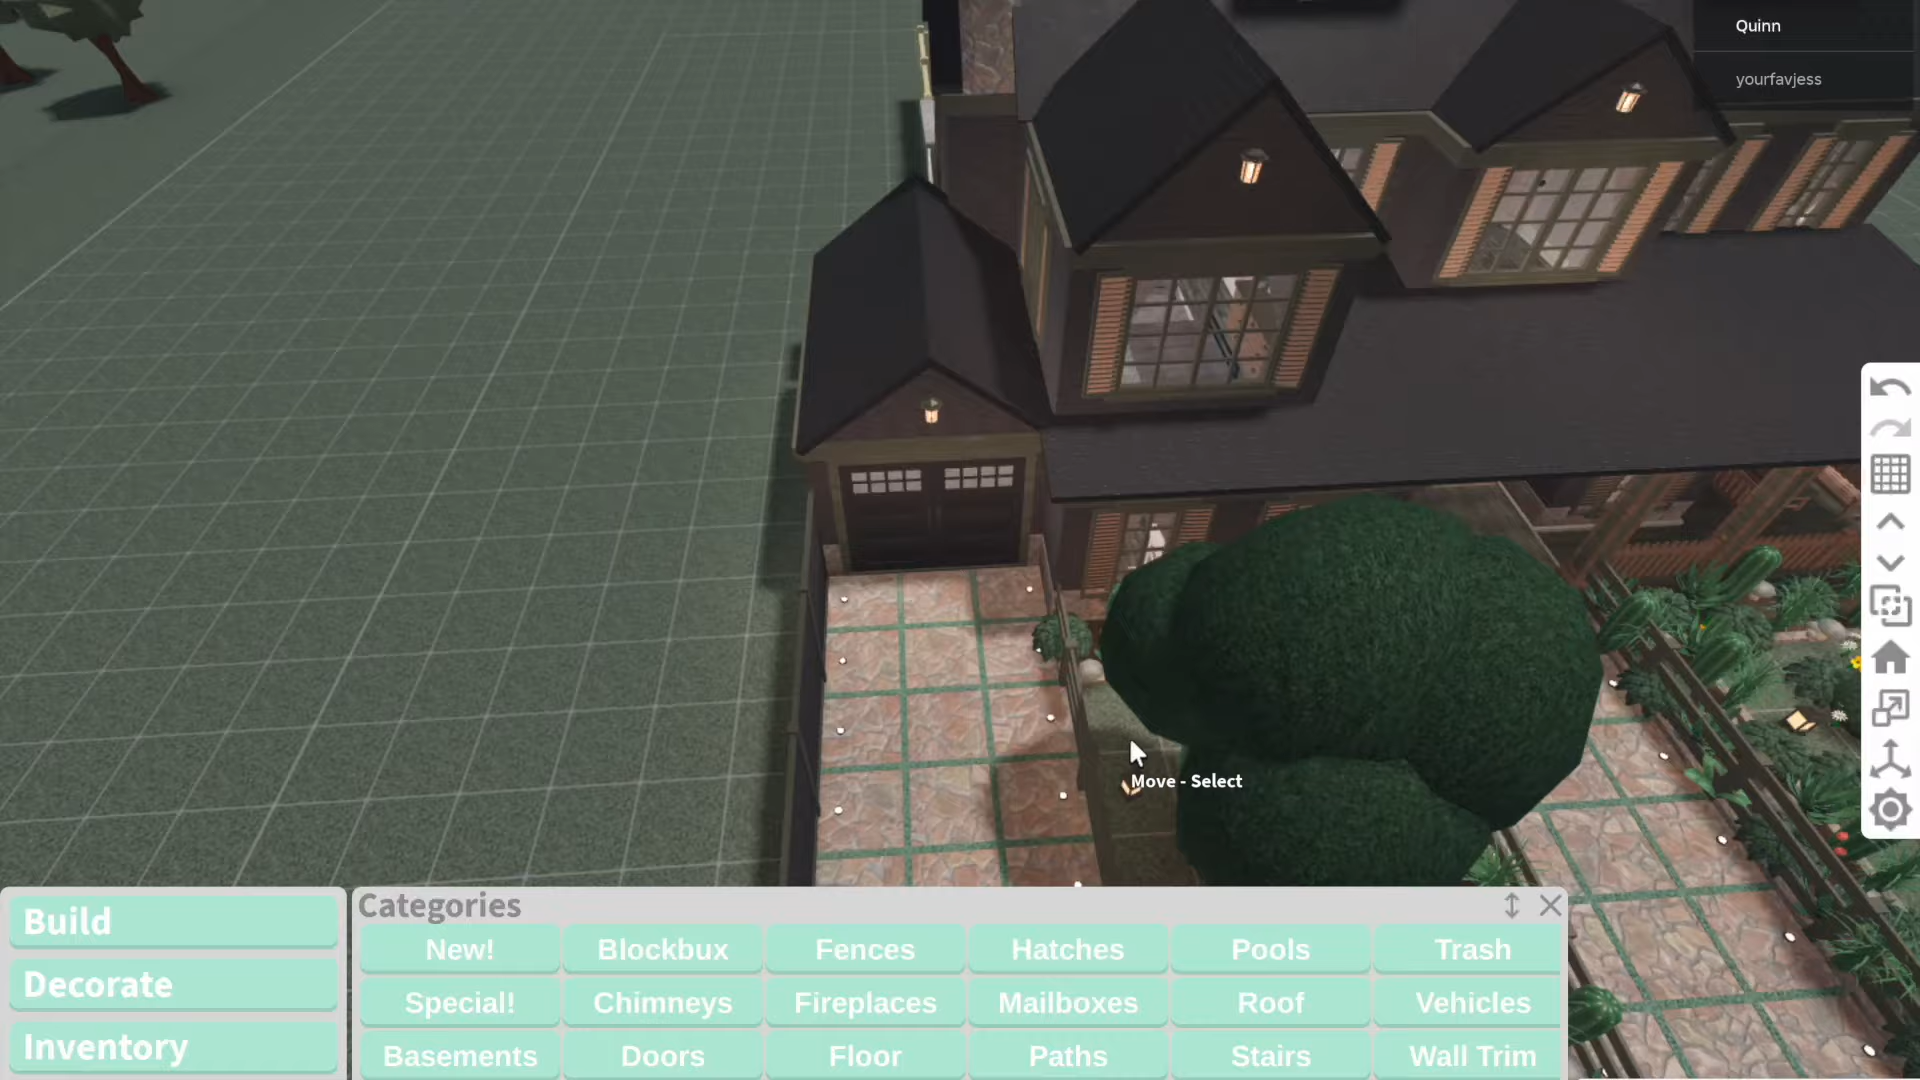 Quinn
yourfavjess
Move - Select
Build
Decorate
Inventory
Categories
New! Blockbux Fences Hatches Pools Trash
Special! Chimneys Fireplaces Mailboxes Roof Vehicles
Basements Doors Floor Paths Stairs Wall Trim